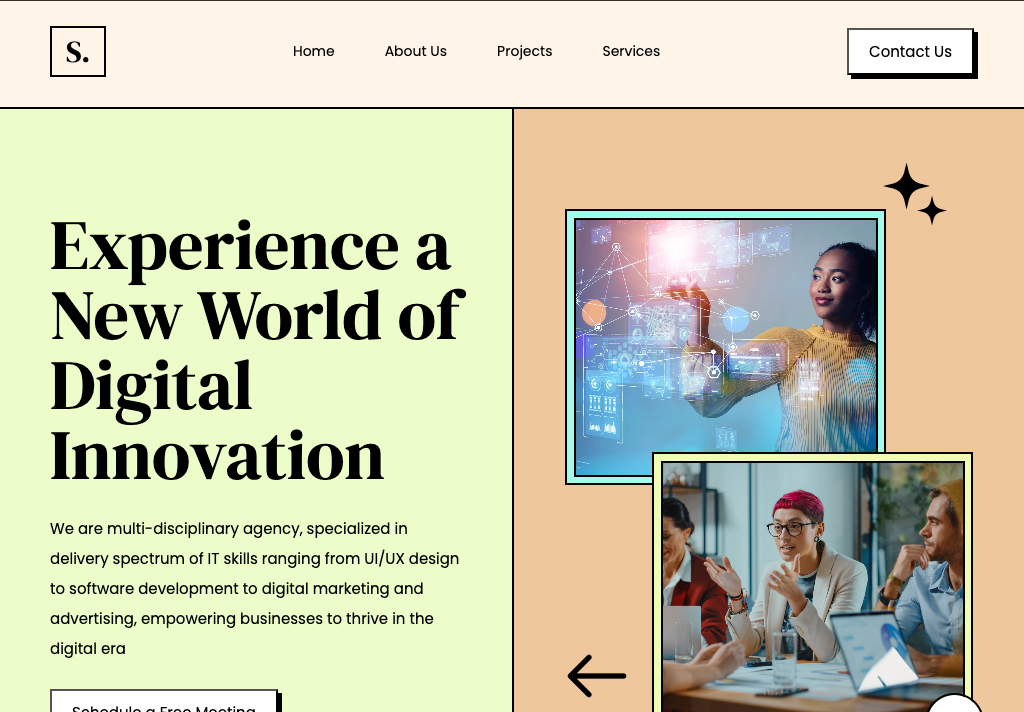 S.
Home
About Us
Projects
Services
Contact Us
Experience a
New World of
Digital
Innovation
We are multi-disciplinary agency, specialized in
delivery spectrum of IT skills ranging from UI/UX design
to software development to digital marketing and
advertising, empowering businesses to thrive in the
digital era
Schedule a Free Meeting